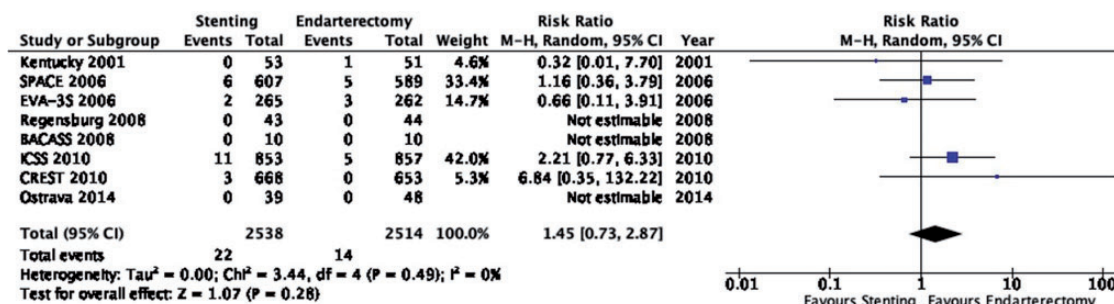 Stenting Endarterectomy Risk Ratio Risk Ratio
Study or Subgroup Events Total Events Total Weight M-H, Random, 95% CI Year M-H, Random, 95% CI
Kentucky 2001 0 53 1 51 4.6% 0.32 [0.01, 7.70] 2001
SPACE 2006 6 607 5 589 33.4% 1.16 [0.36, 3.79] 2006
EVA-3S 2006 2 265 3 262 14.7% 0.66 [0.11, 3.91] 2006
Regensburg 2008 0 43 0 44 Not estimable 2008
BACASS 2008 0 10 0 10 Not estimable 2008
ICSS 2010 11 853 5 857 42.0% 2.21 [0.77, 6.33] 2010
CREST 2010 3 668 0 653 5.3% 6.84 [0.35, 132.22] 2010
Ostrava 2014 0 39 0 48 Not estimable 2014
Total (95% CI) 2538 2514 100.0% 1.45 [0.73, 2.87]
Total events 22 14
Heterogeneity: Tau² = 0.00; Chi² = 3.44, df = 4 (P = 0.49); I² = 0%
Test for overall effect: Z = 1.07 (P = 0.28)
0.01 0.1 1 10 100
Favours Stenting Favours Endarterectomy